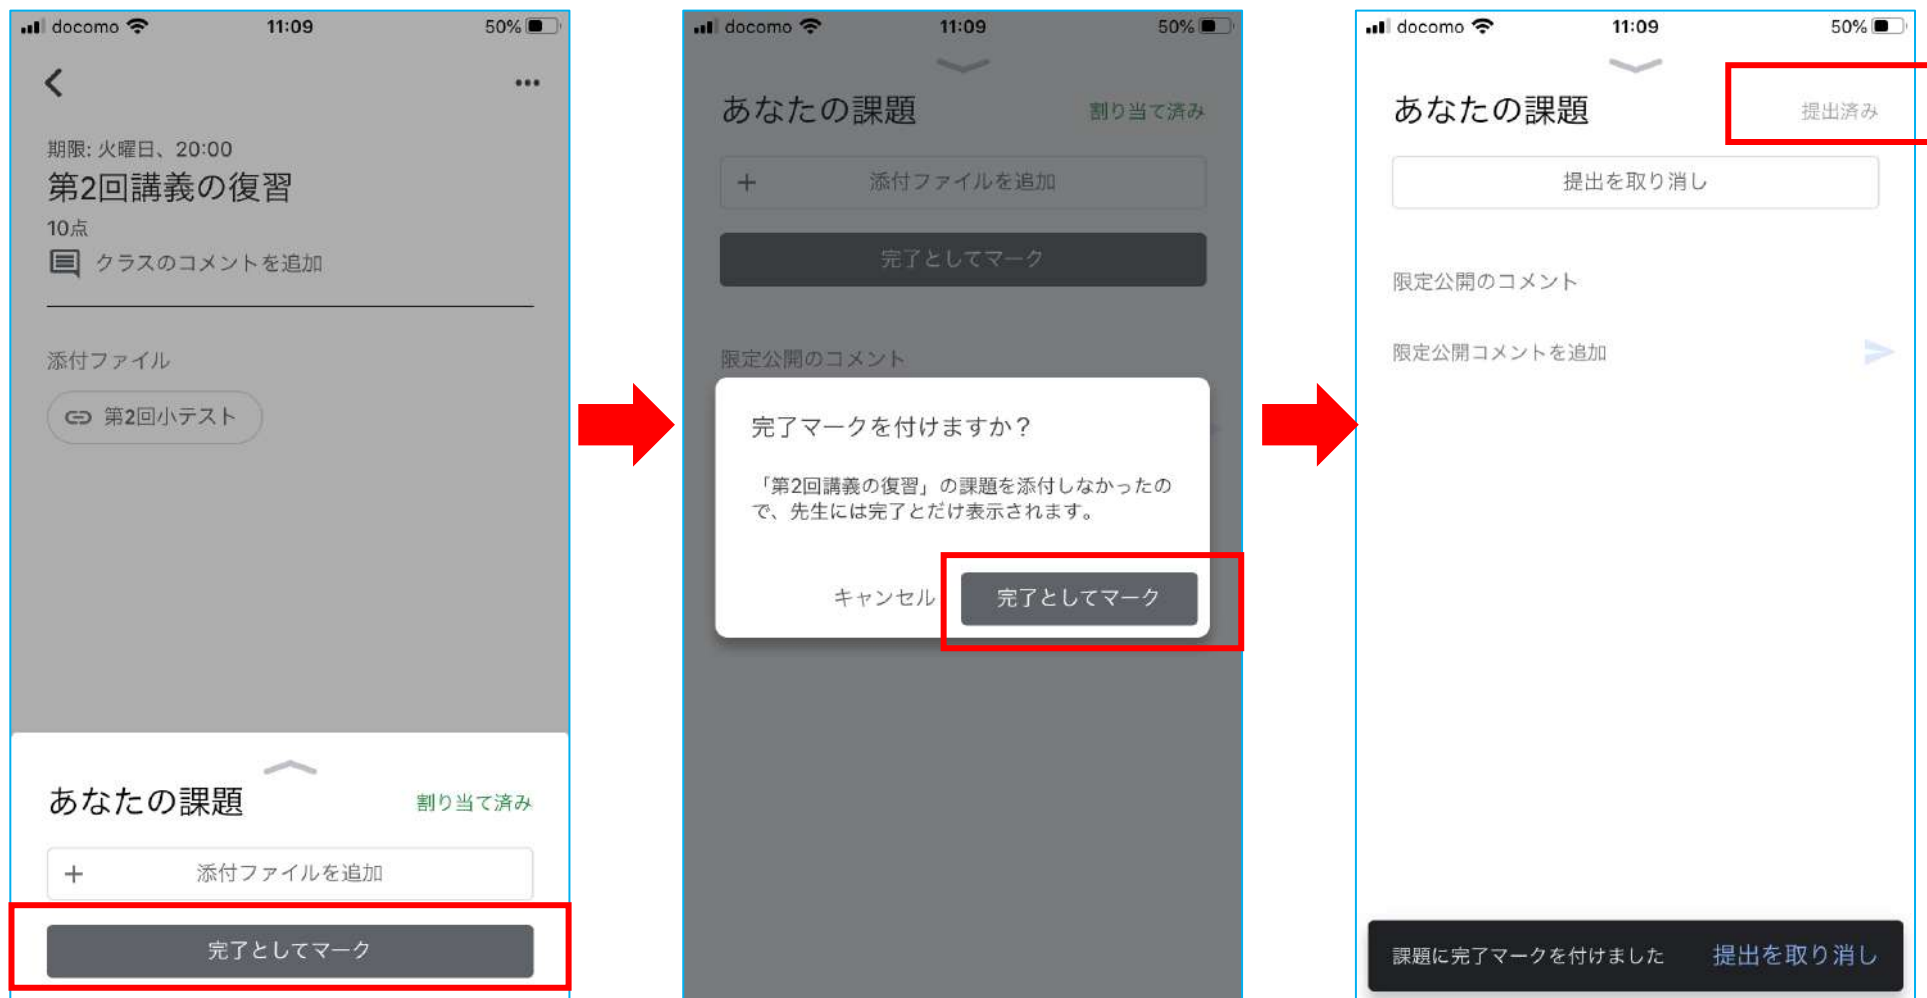 docomo 11:09 50%
期限: 火曜日、20:00
第2回講義の復習
10点
クラスのコメントを追加
添付ファイル
第2回小テスト
あなたの課題 割り当て済み
+ 添付ファイルを追加
完了としてマーク
docomo 11:09 50%
あなたの課題 割り当て済み
+ 添付ファイルを追加
完了としてマーク
限定公開のコメント
完了マークを付けますか？
「第2回講義の復習」の課題を添付しなかったの
で、先生には完了とだけ表示されます。
キャンセル 完了としてマーク
docomo 11:09 50%
あなたの課題 提出済み
提出を取り消し
限定公開のコメント
限定公開コメントを追加
課題に完了マークを付けました 提出を取り消し